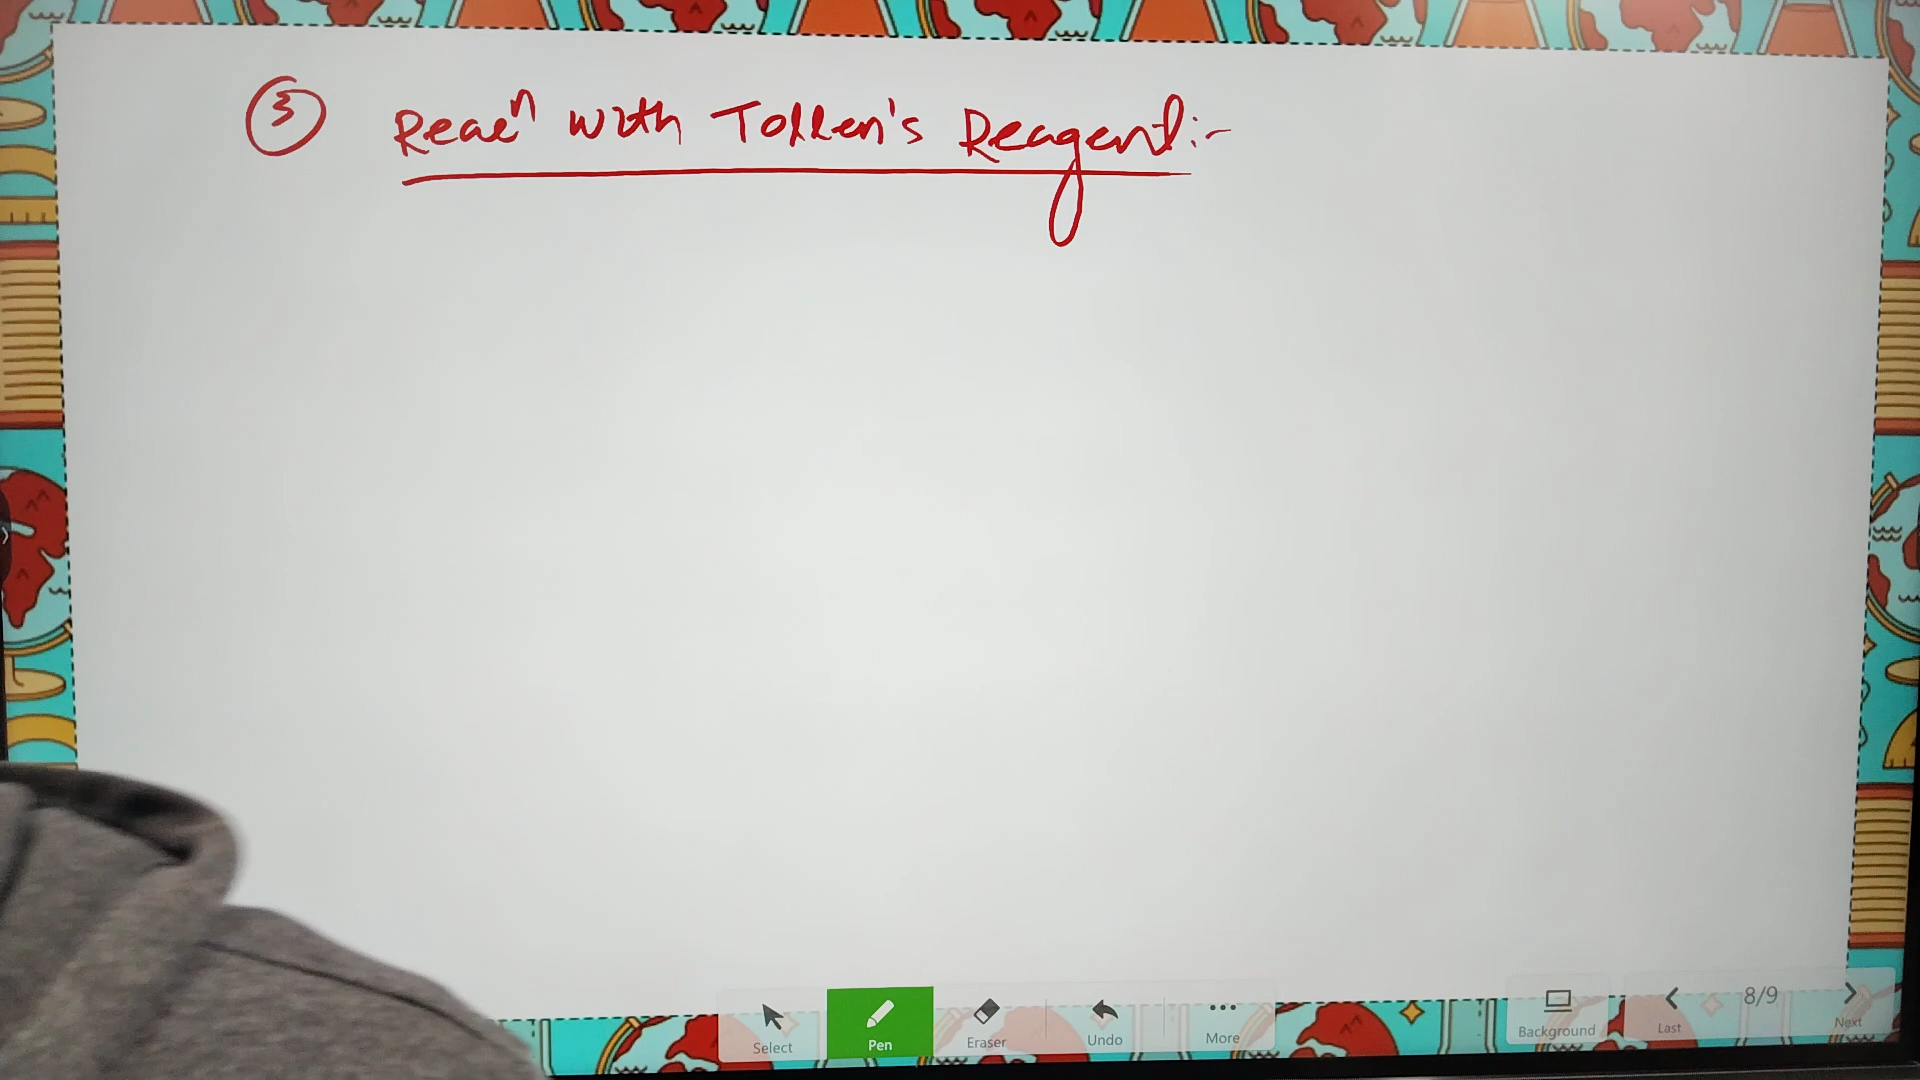 ③ Reacⁿ with Tollen's Reagent:-
Select
Pen
Eraser
Undo
More
Background
Last
8/9
Next